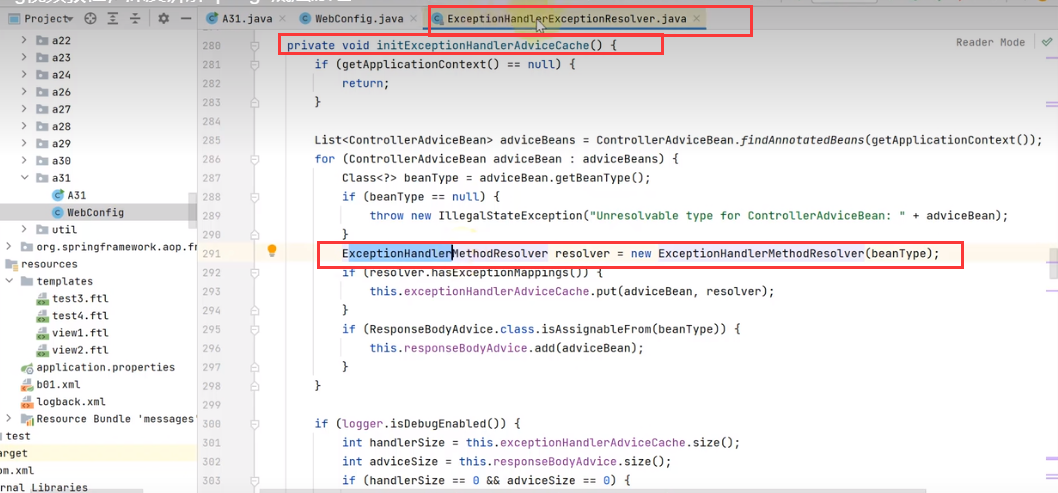 Project
A31.java
WebConfig.java
ExceptionHandlerExceptionResolver.java
a22
a23
a24
a26
a27
a28
a29
a30
a31
A31
WebConfig
util
org.springframework.aop.fr
resources
templates
test3.ftl
test4.ftl
view1.ftl
view2.ftl
application.properties
b01.xml
logback.xml
Resource Bundle 'messages'
test
arget
om.xml
rnal Libraries
Reader Mode
280 private void initExceptionHandlerAdviceCache() {
281 if (getApplicationContext() == null) {
282 return;
283 }
284
285 List<ControllerAdviceBean> adviceBeans = ControllerAdviceBean.findAnnotatedBeans(getApplicationContext());
286 for (ControllerAdviceBean adviceBean : adviceBeans) {
287 Class<?> beanType = adviceBean.getBeanType();
288 if (beanType == null) {
289 throw new IllegalStateException("Unresolvable type for ControllerAdviceBean: " + adviceBean);
290 }
291 ExceptionHandlerMethodResolver resolver = new ExceptionHandlerMethodResolver(beanType);
292 if (resolver.hasExceptionMappings()) {
293 this.exceptionHandlerAdviceCache.put(adviceBean, resolver);
294 }
295 if (ResponseBodyAdvice.class.isAssignableFrom(beanType)) {
296 this.responseBodyAdvice.add(adviceBean);
297 }
298 }
299
300 if (logger.isDebugEnabled()) {
301 int handlerSize = this.exceptionHandlerAdviceCache.size();
302 int adviceSize = this.responseBodyAdvice.size();
303 if (handlerSize == 0 && adviceSize == 0) {